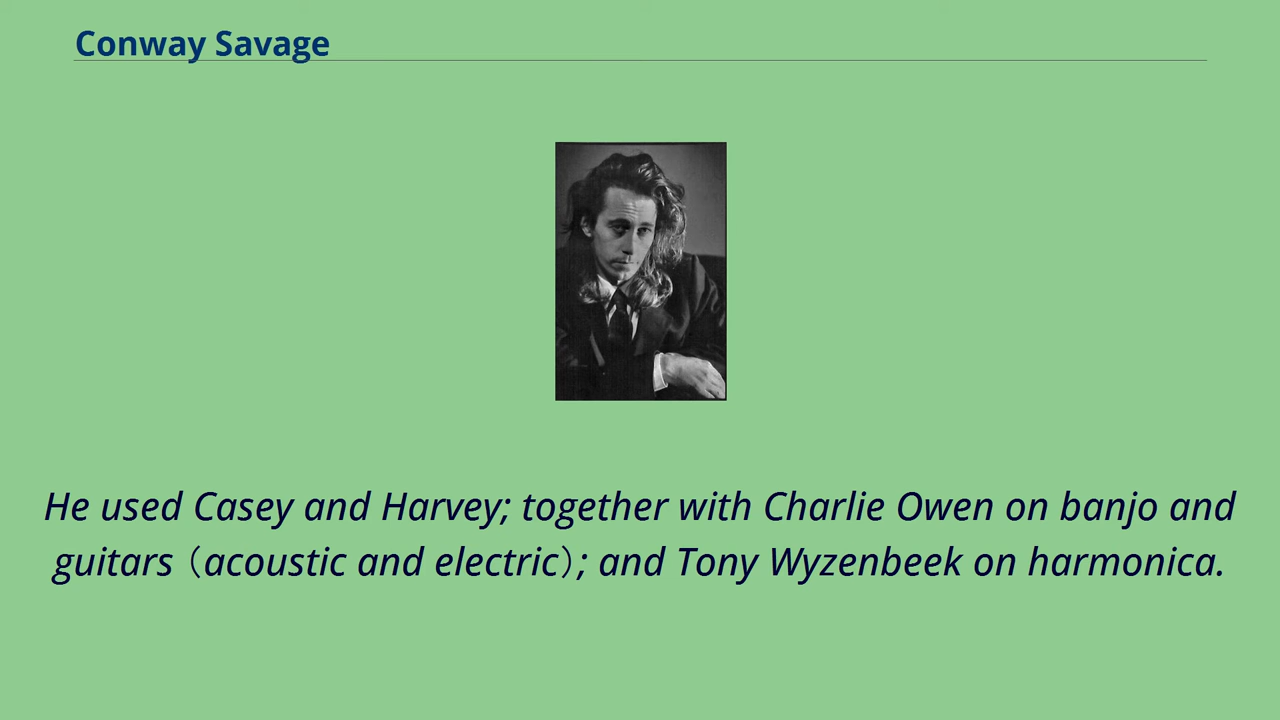 Conway Savage
He used Casey and Harvey; together with Charlie Owen on banjo and
guitars（acoustic and electric）; and Tony Wyzenbeek on harmonica.